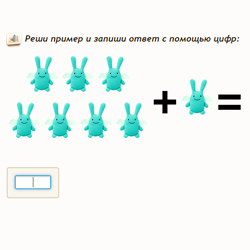 Реши пример и запиши ответ с помощью цифр:
+ =